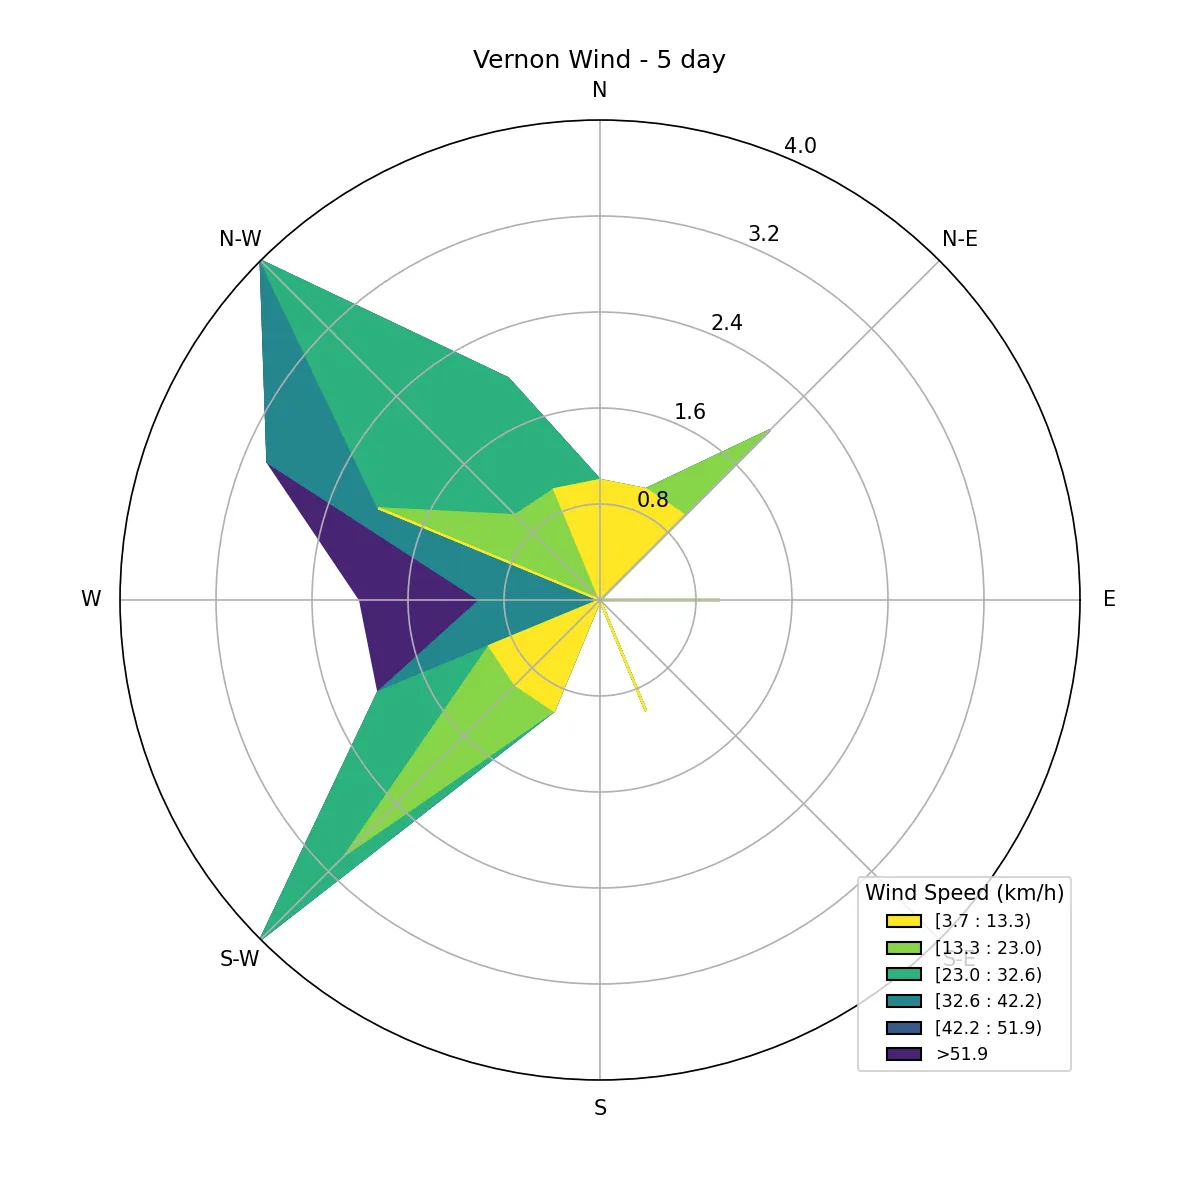 Vernon Wind - 5 day
N
4.0
N-W
3.2
N-E
2.4
1.6
0.8
W
E
S-W
S-E
Wind Speed (km/h)
[3.7 : 13.3)
[13.3 : 23.0)
[23.0 : 32.6)
[32.6 : 42.2)
[42.2 : 51.9)
>51.9
S